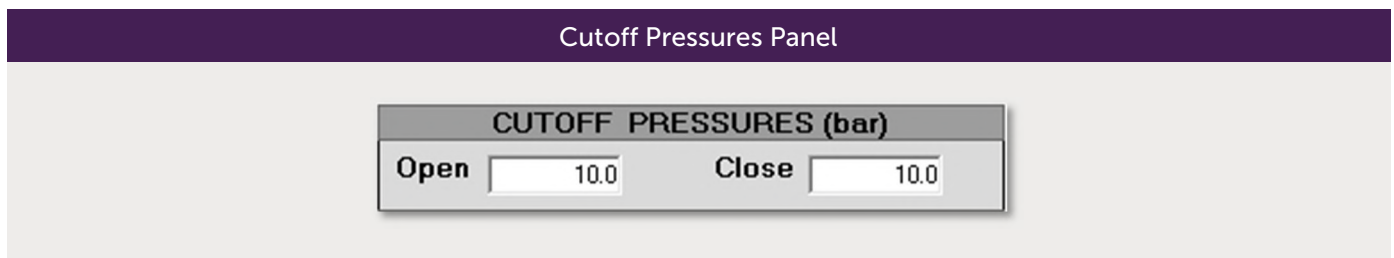 Cutoff Pressures Panel
CUTOFF PRESSURES (bar)
Open 10.0 Close 10.0